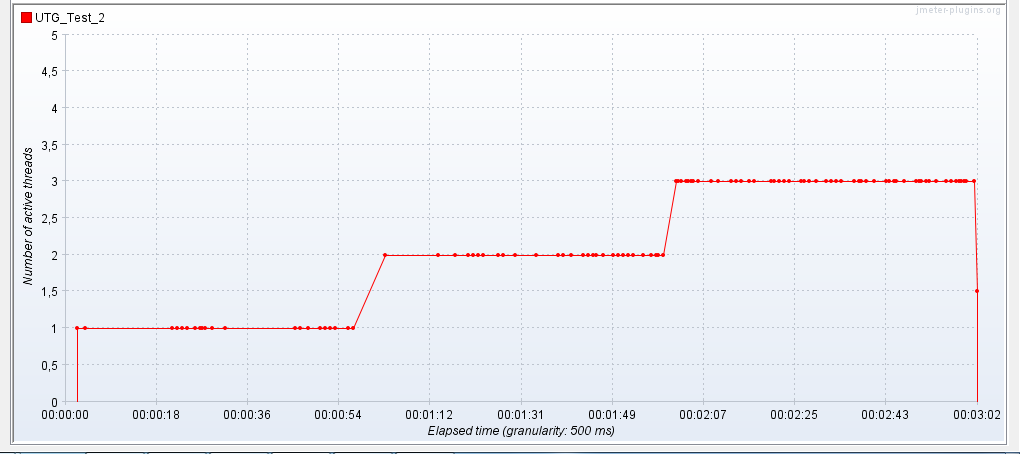 jmeter-plugins.org
UTG_Test_2
5
4,5
4
3,5
3
2,5
2
1,5
1
0,5
0
Number of active threads
00:00:00 00:00:18 00:00:36 00:00:54 00:01:12 00:01:31 00:01:49 00:02:07 00:02:25 00:02:43 00:03:02
Elapsed time (granularity: 500 ms)